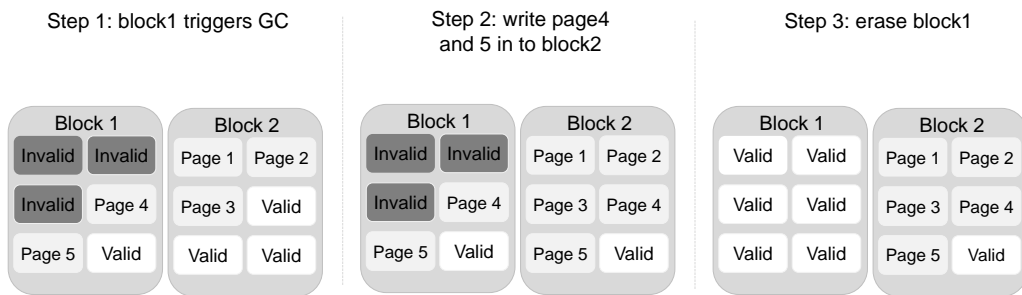 Step 1: block1 triggers GC
Block 1
Invalid Invalid
Invalid Page 4
Page 5 Valid
Block 2
Page 1 Page 2
Page 3 Valid
Valid Valid
Step 2: write page4
and 5 in to block2
Block 1
Invalid Invalid
Invalid Page 4
Page 5 Valid
Block 2
Page 1 Page 2
Page 3 Page 4
Page 5 Valid
Step 3: erase block1
Block 1
Valid Valid
Valid Valid
Valid Valid
Block 2
Page 1 Page 2
Page 3 Page 4
Page 5 Valid